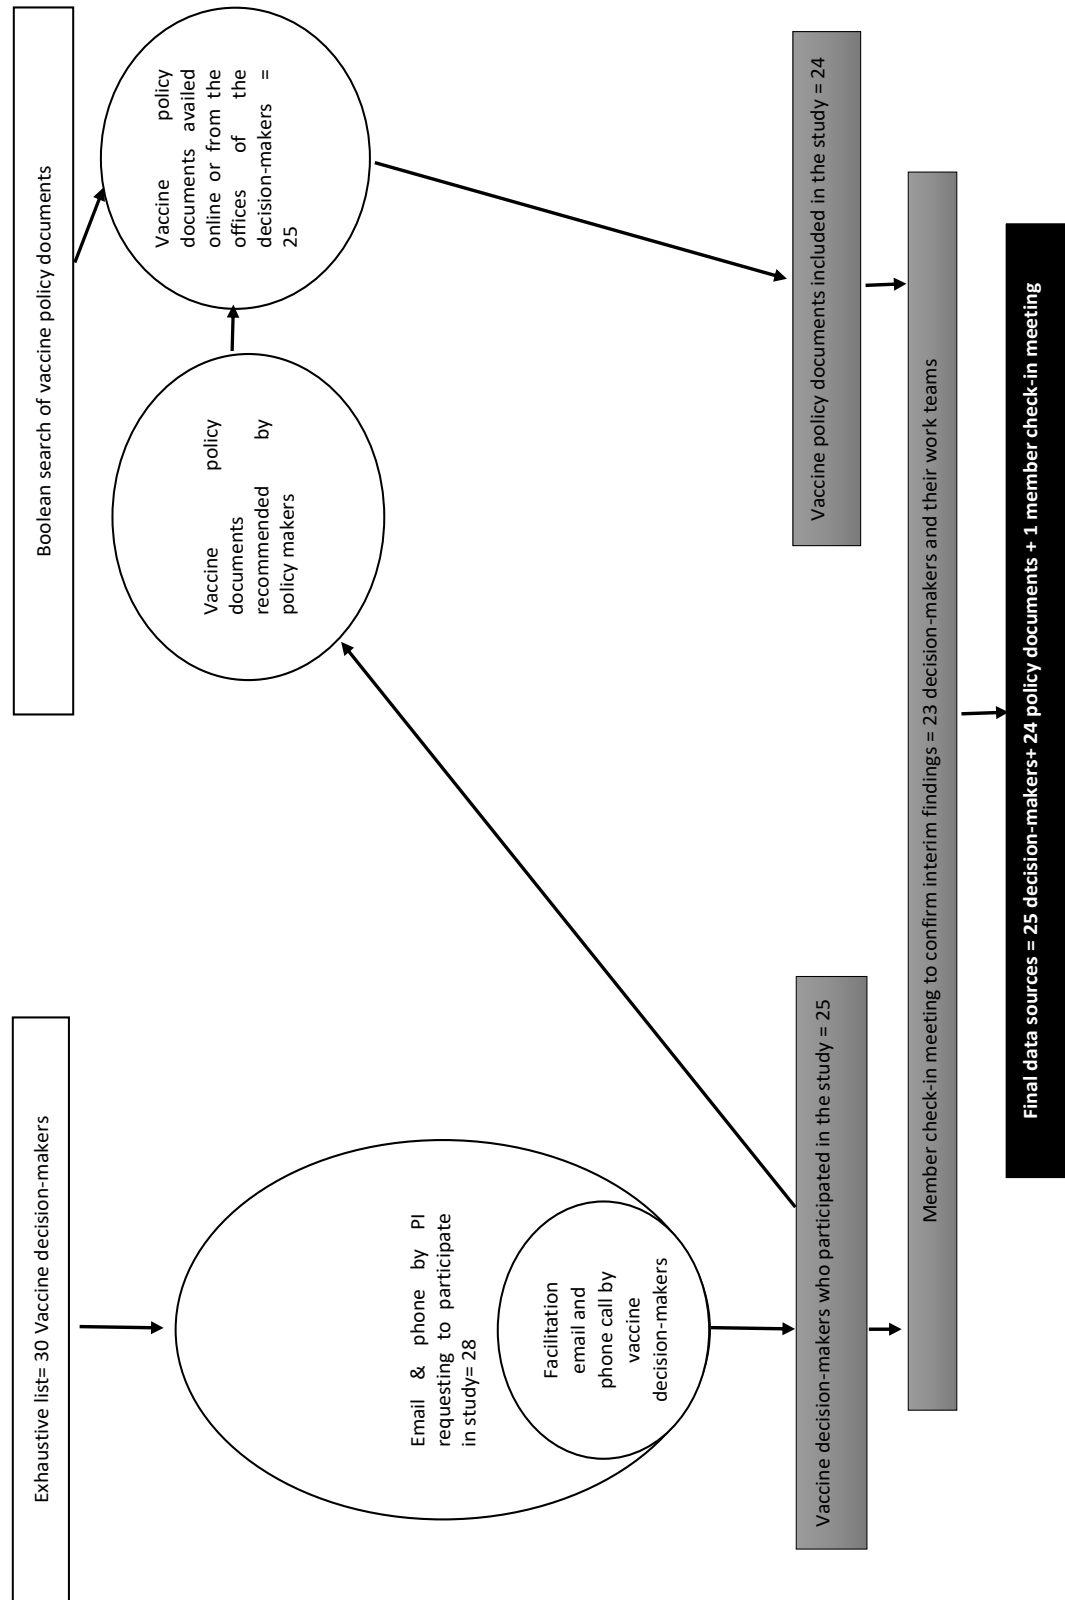 Exhaustive list= 30 Vaccine decision-makers
Boolean search of vaccine policy documents
Email & phone by PI
requesting to participate
in study= 28
Facilitation
email and
phone call by
vaccine
decision-makers
Vaccine policy
documents
recommended by
policy makers
Vaccine policy
documents availed
online or from the
offices of the
decision-makers =
25
Vaccine decision-makers who participated in the study = 25
Vaccine policy documents included in the study = 24
Member check-in meeting to confirm interim findings = 23 decision-makers and their work teams
Final data sources = 25 decision-makers+ 24 policy documents + 1 member check-in meeting